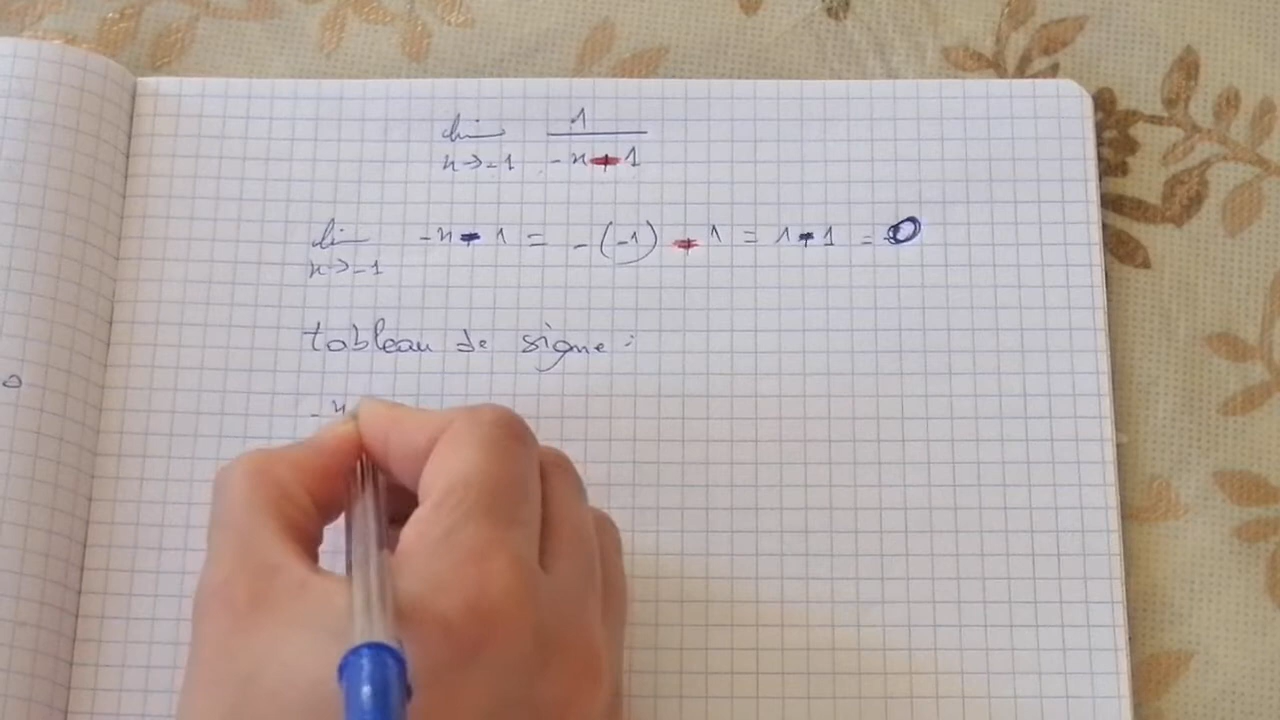 lim 1
x→-1 -x-1
lim -x-1 = -(-1) - 1 = 1-1 = 0
x→-1
tableau de signe :
-x